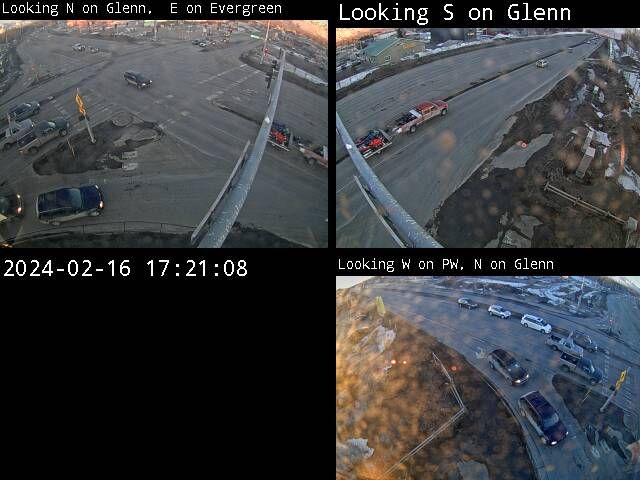 Looking N on Glenn,  E on Evergreen
Looking S on Glenn
2024-02-16 17:21:08
Looking W on PW, N on Glenn